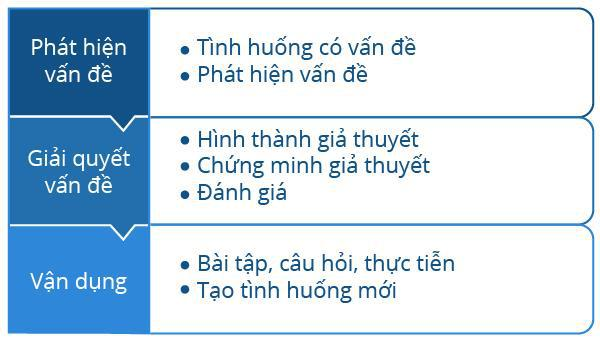 Phát hiện
vấn đề
• Tình huống có vấn đề
• Phát hiện vấn đề
Giải quyết
vấn đề
• Hình thành giả thuyết
• Chứng minh giả thuyết
• Đánh giá
Vận dụng
• Bài tập, câu hỏi, thực tiễn
• Tạo tình huống mới